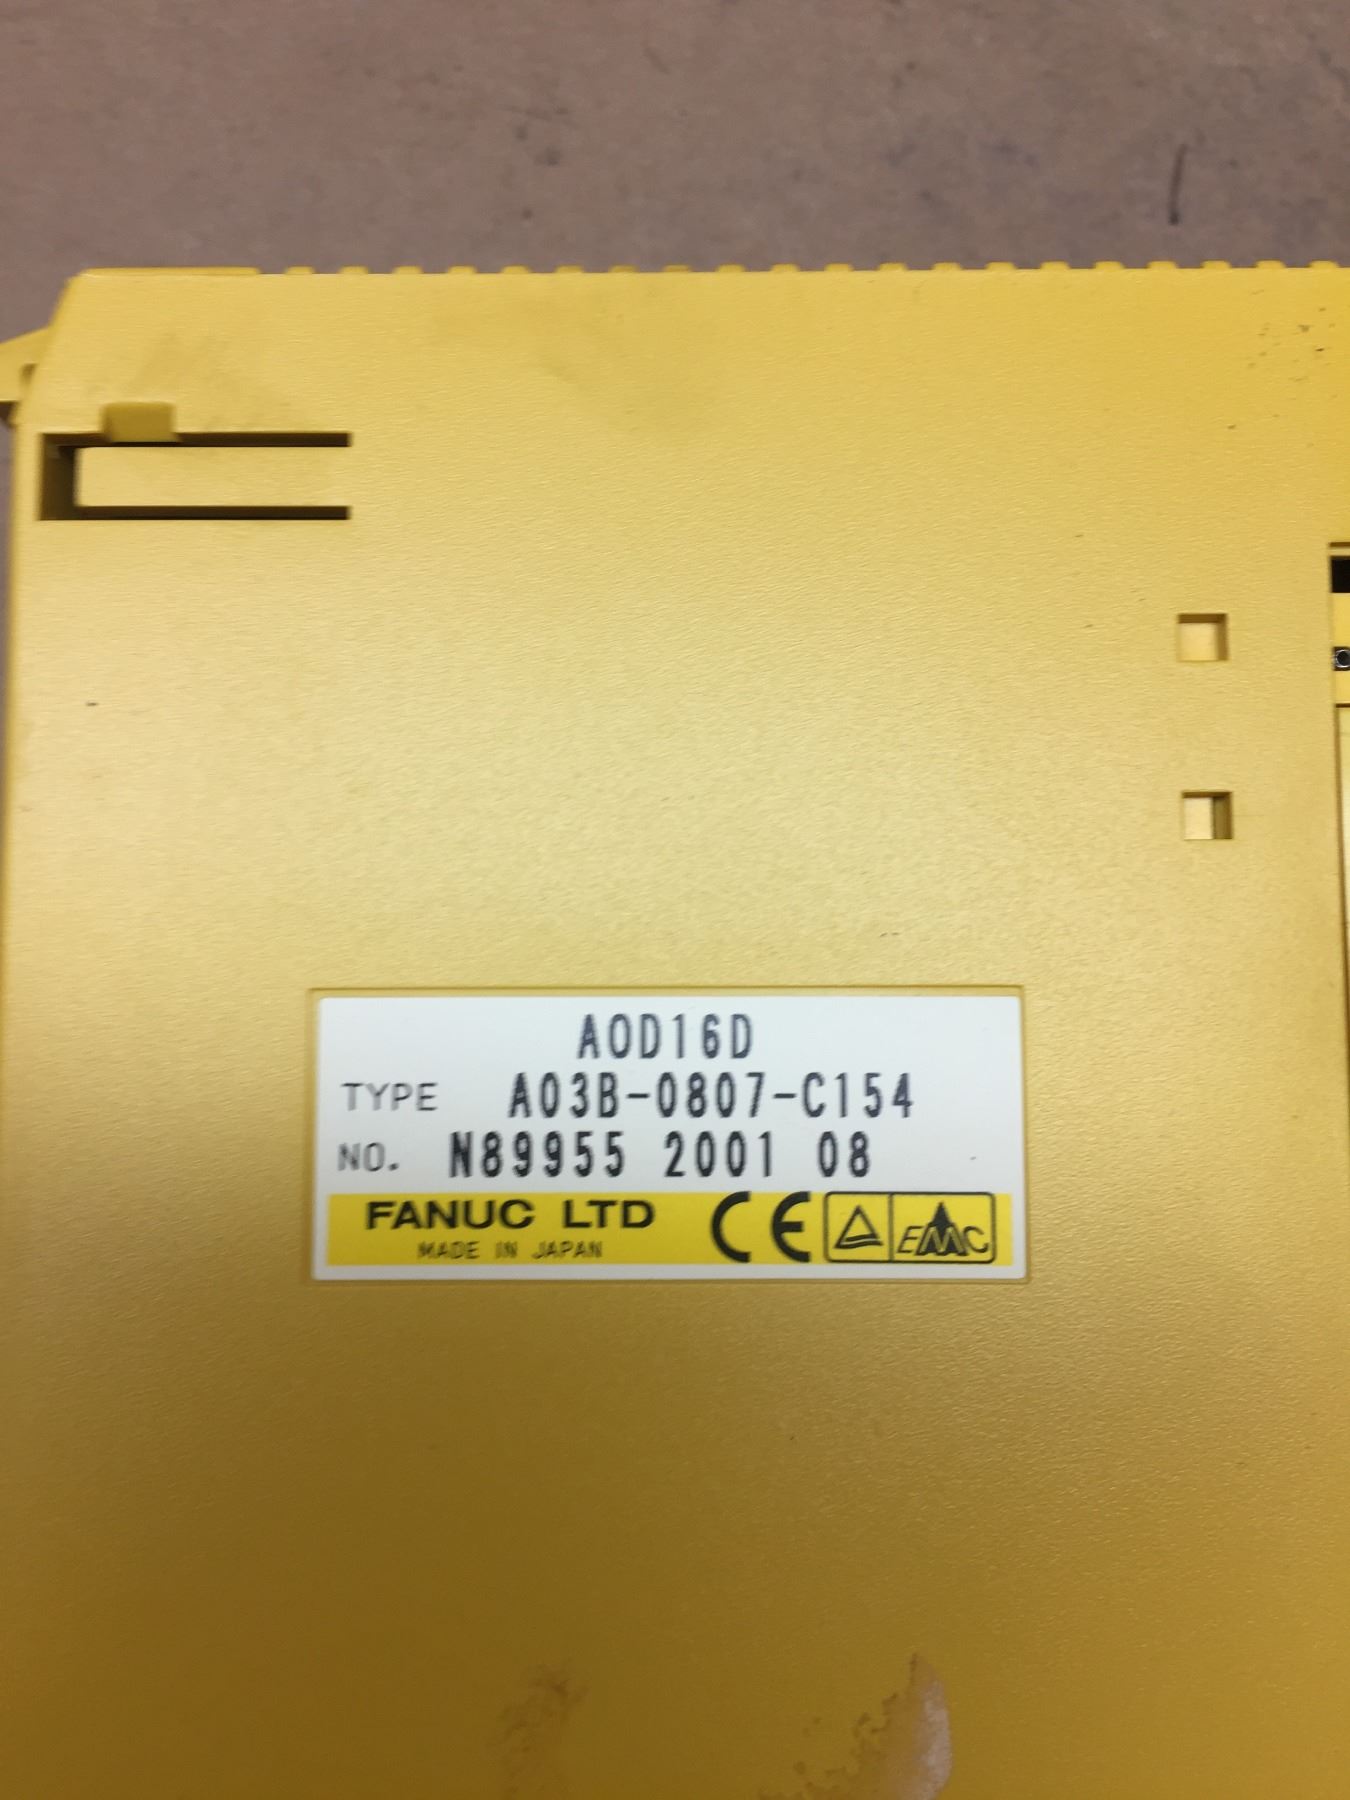 AOD16D
TYPE A03B-0807-C154
NO. N89955 2001 08
FANUC LTD CE EMC
MADE IN JAPAN